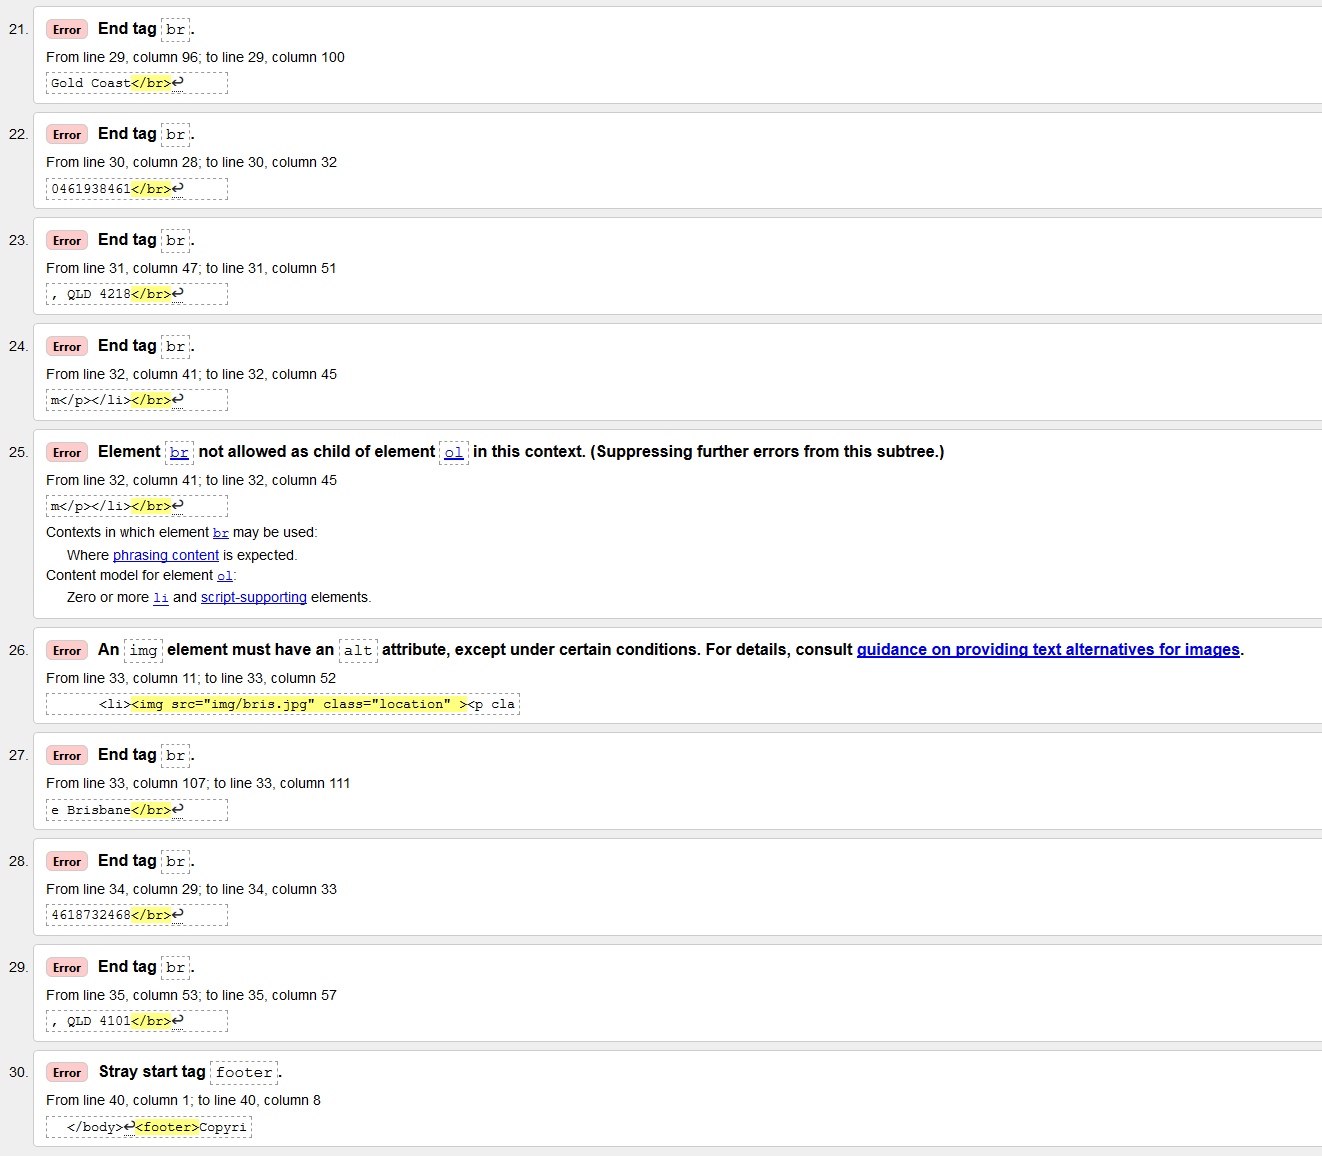 21. Error End tag br.
From line 29, column 96; to line 29, column 100
Gold Coast</br>↩
22. Error End tag br.
From line 30, column 28; to line 30, column 32
0461938461</br>↩
23. Error End tag br.
From line 31, column 47; to line 31, column 51
, QLD 4218</br>↩
24. Error End tag br.
From line 32, column 41; to line 32, column 45
m</p></li></br>↩
25. Error Element br not allowed as child of element ol in this context. (Suppressing further errors from this subtree.)
From line 32, column 41; to line 32, column 45
m</p></li></br>↩
Contexts in which element br may be used:
Where phrasing content is expected.
Content model for element ol:
Zero or more li and script-supporting elements.
26. Error An img element must have an alt attribute, except under certain conditions. For details, consult guidance on providing text alternatives for images.
From line 33, column 11; to line 33, column 52
<li><img src="img/bris.jpg" class="location" ><p cla
27. Error End tag br.
From line 33, column 107; to line 33, column 111
e Brisbane</br>↩
28. Error End tag br.
From line 34, column 29; to line 34, column 33
4618732468</br>↩
29. Error End tag br.
From line 35, column 53; to line 35, column 57
, QLD 4101</br>↩
30. Error Stray start tag footer.
From line 40, column 1; to line 40, column 8
</body>↩<footer>Copyri